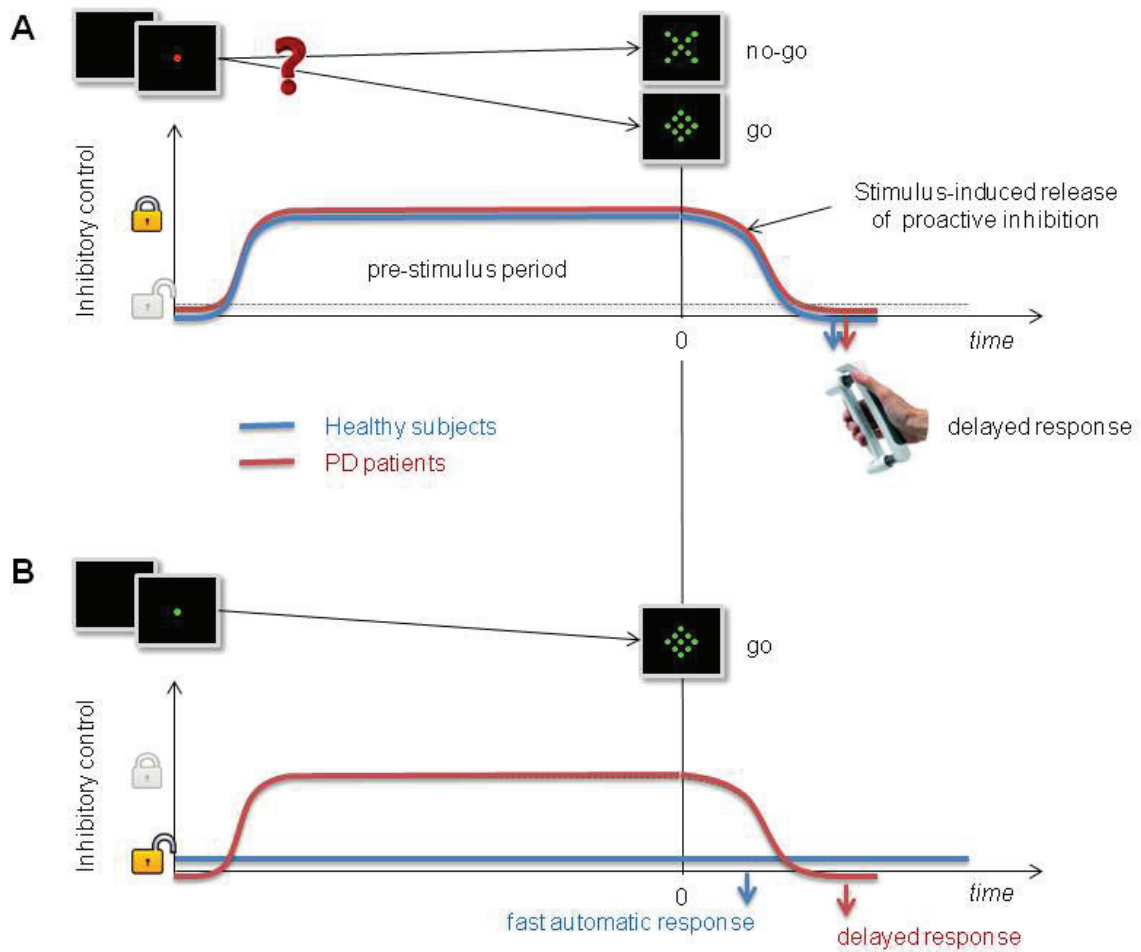 A
no-go
go
Inhibitory control
Stimulus-induced release
of proactive inhibition
pre-stimulus period
0
time
Healthy subjects
PD patients
delayed response
B
go
Inhibitory control
0
time
fast automatic response
delayed response